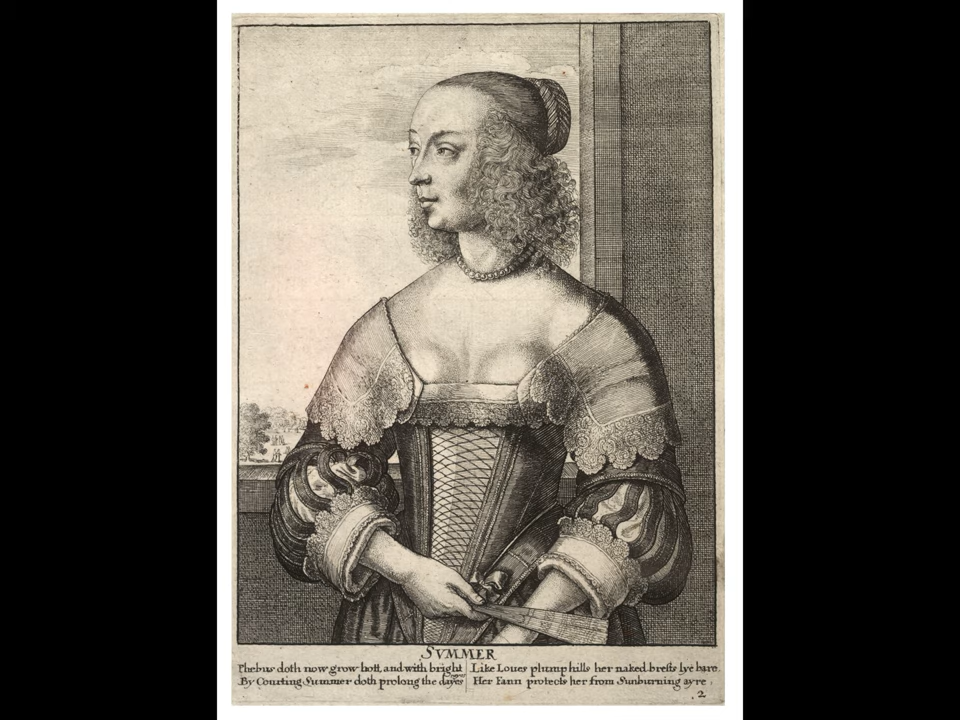 SVMMER
Phebus doth now grow hott, and with bright rayes
By Courting Summer doth prolong the dayes
Like Loues plump hills her naked brests lye bare.
Her Fann protects her from Sunburning ayre ;
.2